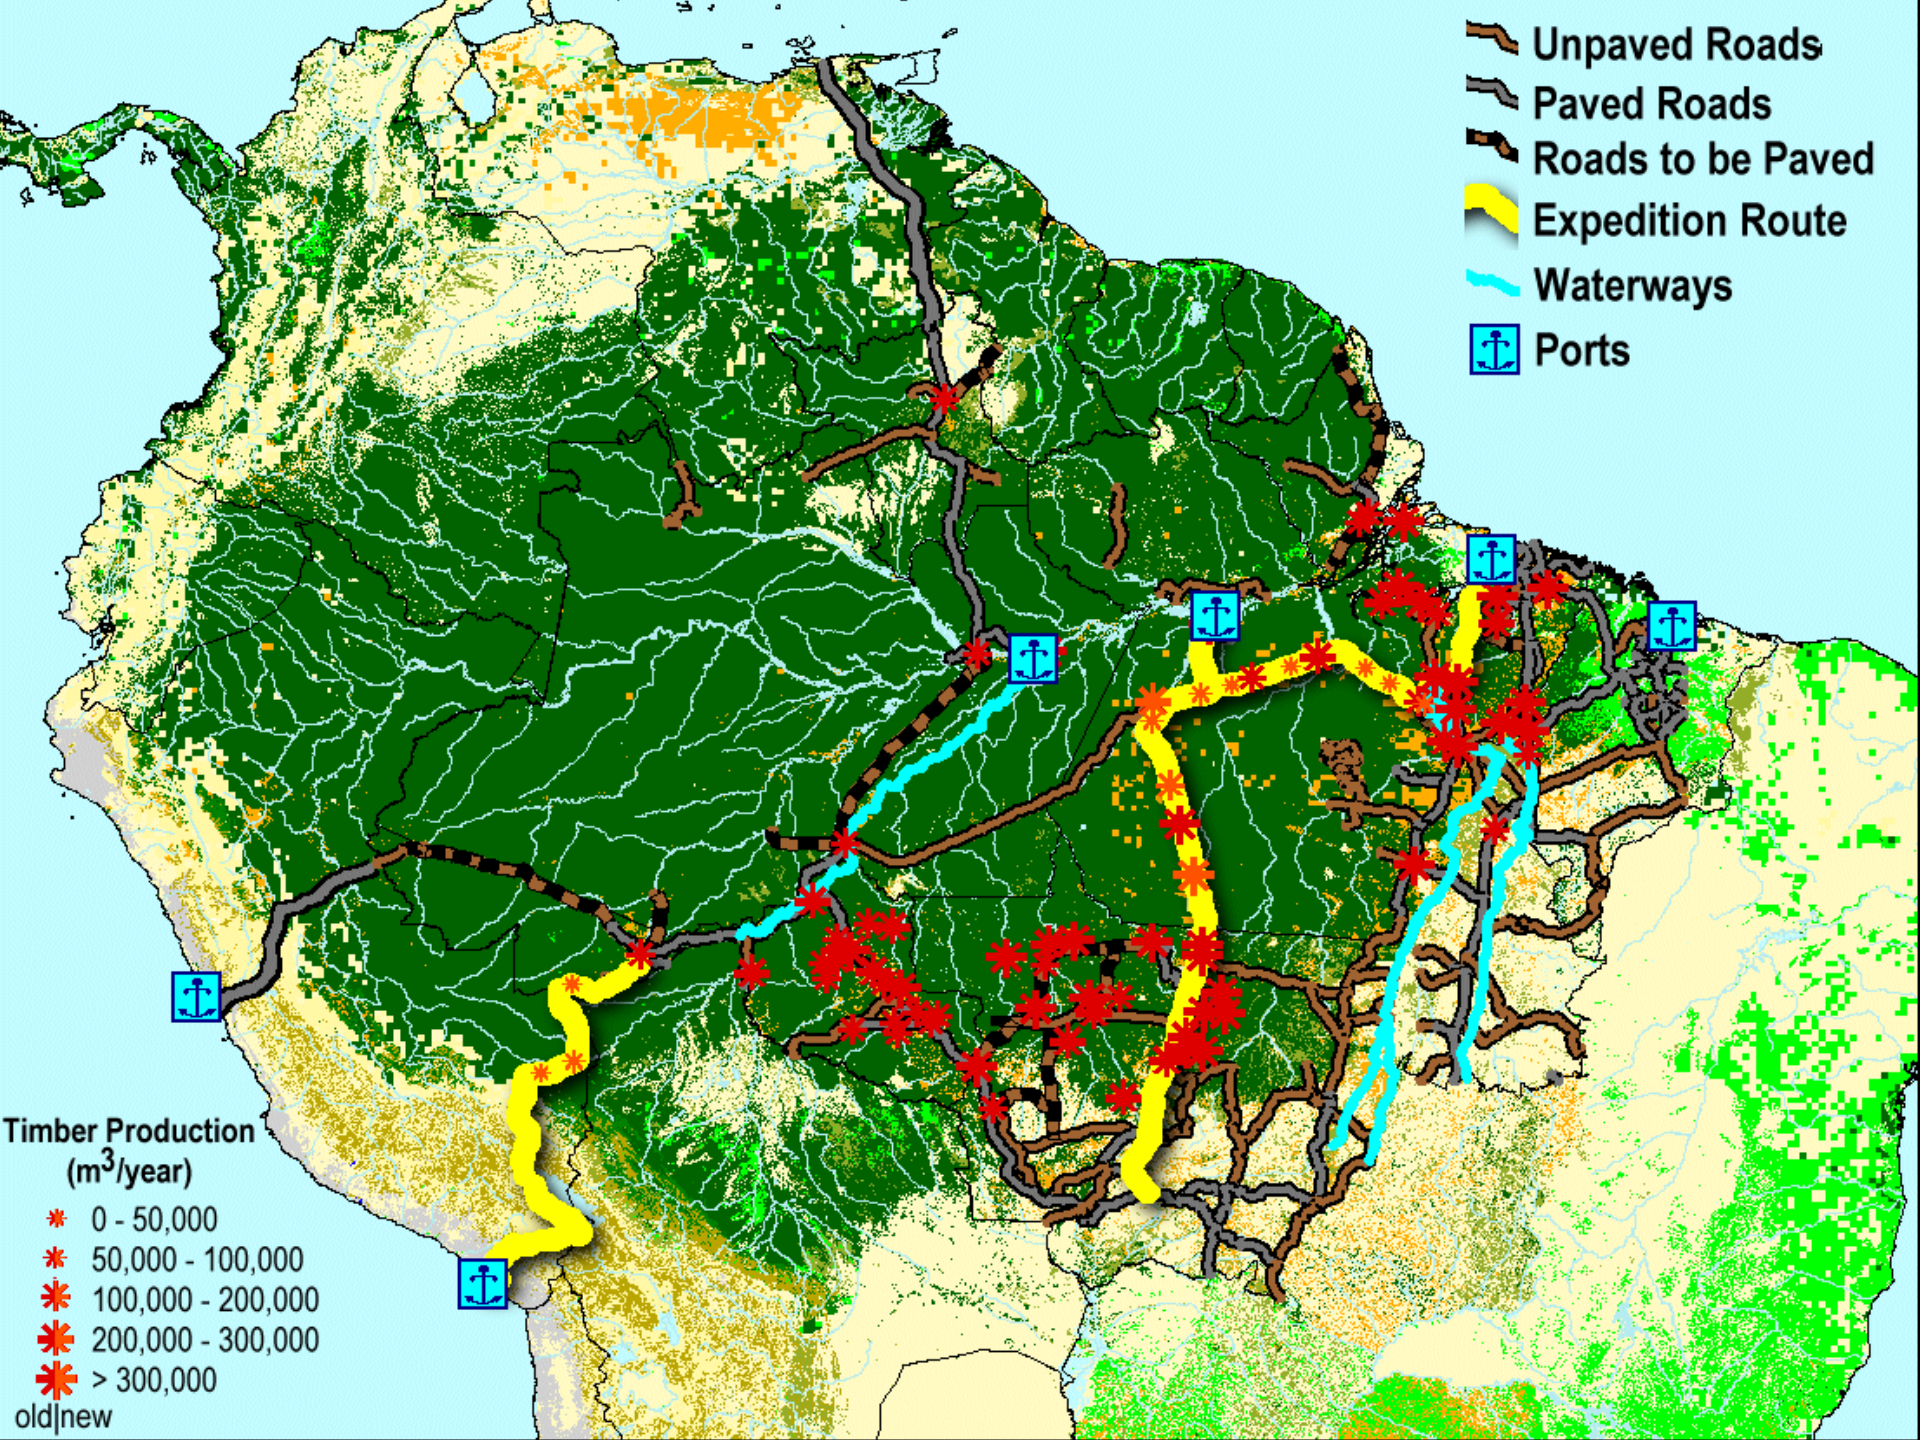 Unpaved Roads
Paved Roads
Roads to be Paved
Expedition Route
Waterways
Ports
Timber Production
(m³/year)
0 - 50,000
50,000 - 100,000
100,000 - 200,000
200,000 - 300,000
> 300,000
old|new